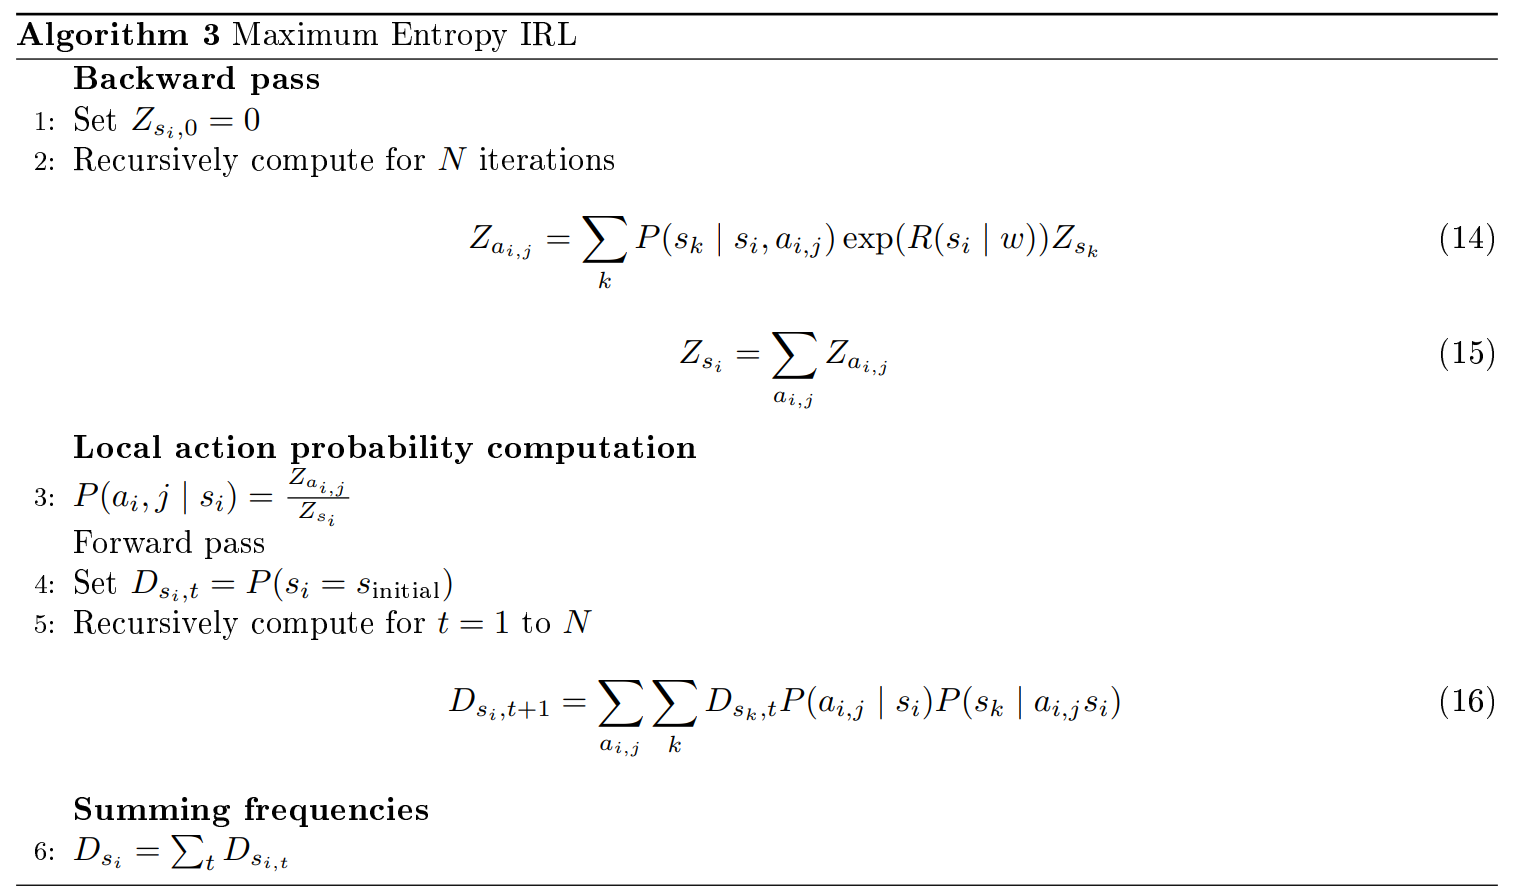 Algorithm 3 Maximum Entropy IRL
Backward pass
1: Set $Z_{s_i,0} = 0$
2: Recursively compute for $N$ iterations
$Z_{a_{i,j}} = \sum_k P(s_k \mid s_i, a_{i,j}) \exp(R(s_i \mid w)) Z_{s_k}$ (14)
$Z_{s_i} = \sum_{a_{i,j}} Z_{a_{i,j}}$ (15)
Local action probability computation
3: $P(a_i, j \mid s_i) = \frac{Z_{a_{i,j}}}{Z_{s_i}}$
Forward pass
4: Set $D_{s_i,t} = P(s_i = s_{\text{initial}})$
5: Recursively compute for $t = 1$ to $N$
$D_{s_i,t+1} = \sum_{a_{i,j}} \sum_k D_{s_k,t} P(a_{i,j} \mid s_i) P(s_k \mid a_{i,j} s_i)$ (16)
Summing frequencies
6: $D_{s_i} = \sum_t D_{s_{i,t}}$